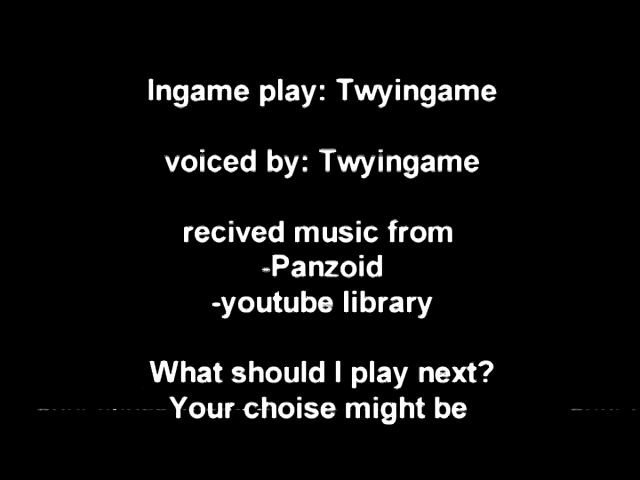 Ingame play: Twyingame
voiced by: Twyingame
recived music from
-Panzoid
-youtube library
What should I play next?
Your choise might be